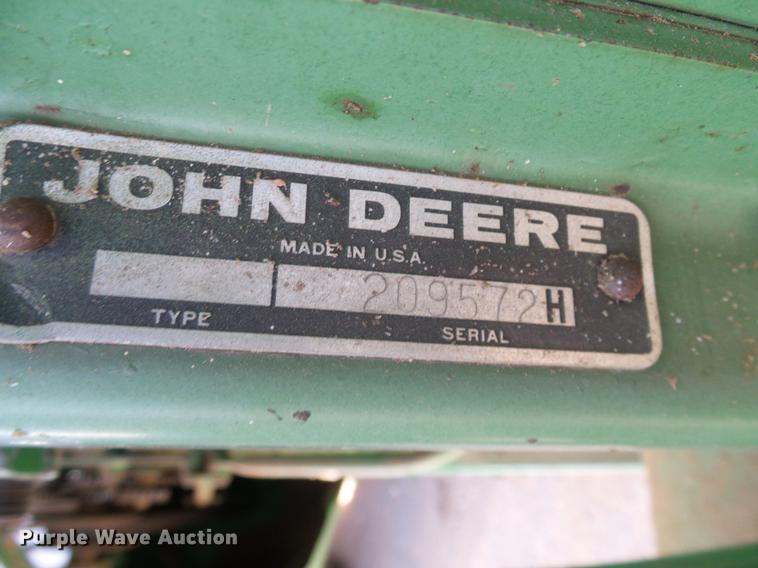 JOHN DEERE
MADE IN U.S.A.
209572H
TYPE SERIAL
Purple Wave Auction